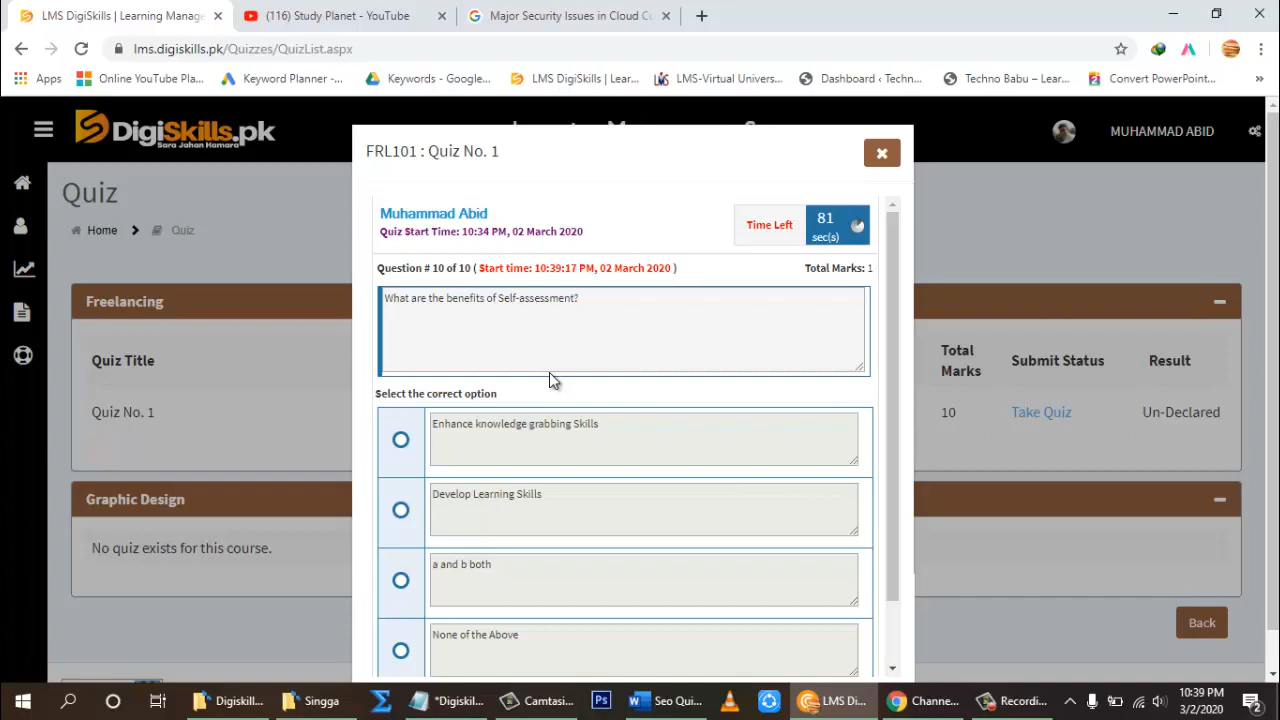 LMS DigiSkills | Learning Manage
(116) Study Planet - YouTube
Major Security Issues in Cloud Co
lms.digiskills.pk/Quizzes/QuizList.aspx
Apps
Online YouTube Pla...
Keyword Planner -...
Keywords - Google...
LMS DigiSkills | Lear...
LMS-Virtual Univers...
Dashboard ‹ Techn...
Techno Babu – Lear...
Convert PowerPoint...
DigiSkills.pk
Sara Jahan Hamara
MUHAMMAD ABID
FRL101 : Quiz No. 1
Quiz
Home
Quiz
Muhammad Abid
Quiz Start Time: 10:34 PM, 02 March 2020
Time Left
81
sec(s)
Question # 10 of 10 ( Start time: 10:39:17 PM, 02 March 2020 )
Total Marks: 1
What are the benefits of Self-assessment?
Select the correct option
Enhance knowledge grabbing Skills
Develop Learning Skills
a and b both
None of the Above
Freelancing
Quiz Title
Total
Marks
Submit Status
Result
Quiz No. 1
10
Take Quiz
Un-Declared
Graphic Design
No quiz exists for this course.
Back
Digiskill...
Singga
*Digiskil...
Camtasi...
Ps
Seo Qui...
LMS Di...
Channe...
Recordi...
10:39 PM
3/2/2020
2